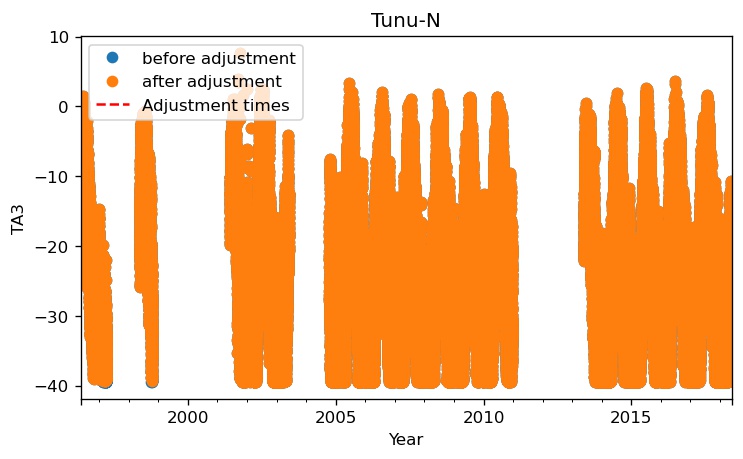 Tunu-N
before adjustment
after adjustment
Adjustment times
10
0
−10
−20
−30
−40
TA3
2000
2005
2010
2015
Year